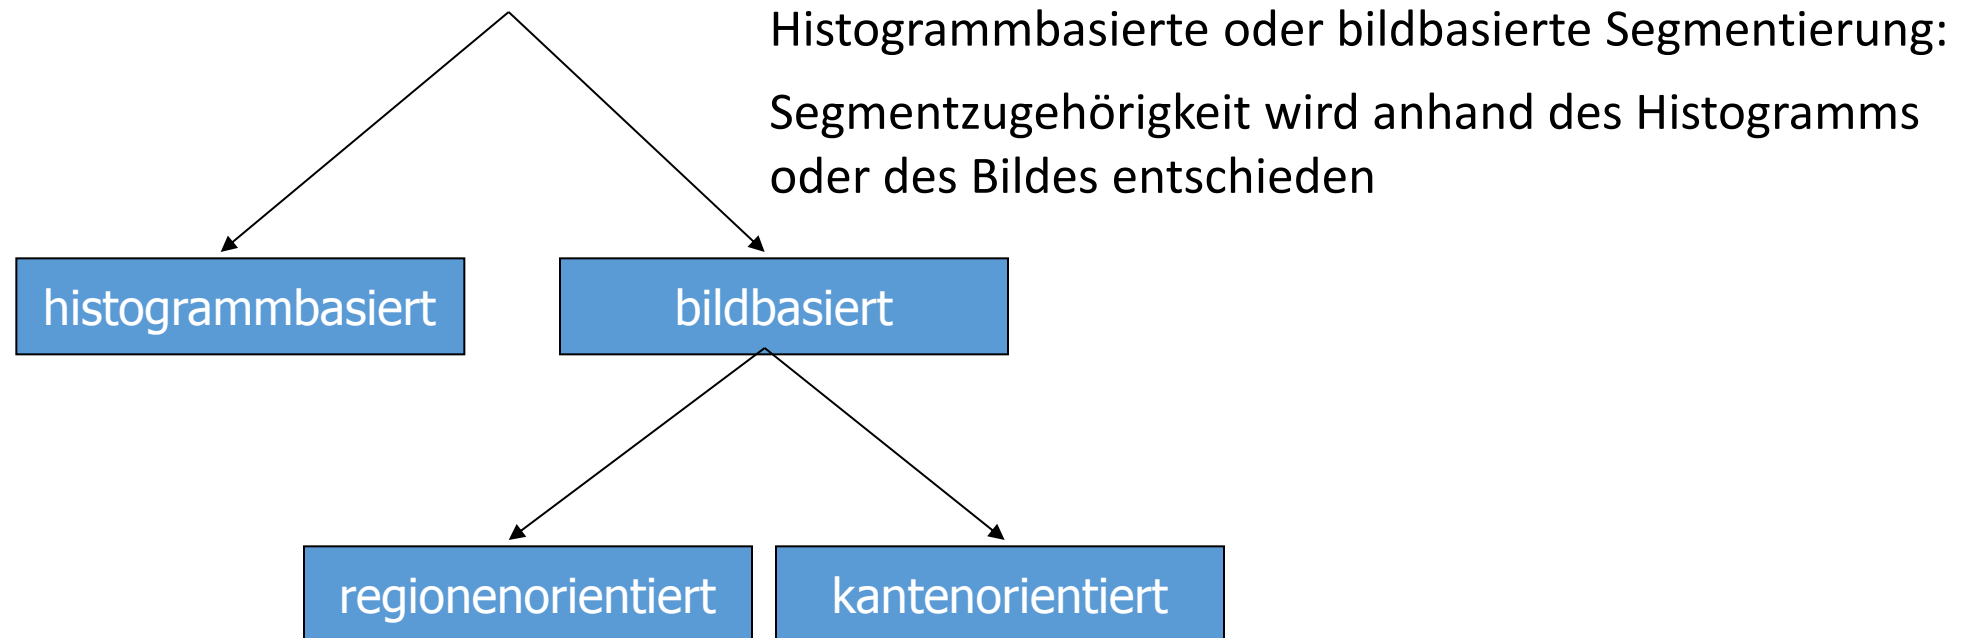 Histogrammbasierte oder bildbasierte Segmentierung:
Segmentzugehörigkeit wird anhand des Histogramms
oder des Bildes entschieden
histogrammbasiert
bildbasiert
regionenorientiert
kantenorientiert